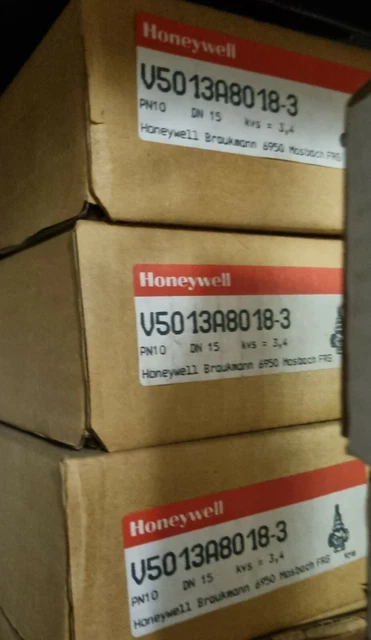 Honeywell
V5013A8018-3
PN10 DN 15 kvs = 3,4
Honeywell Braukmann 6950 Mosbach FRG
Honeywell
V5013A8018-3
PN10 DN 15 kvs = 3,4
Honeywell Braukmann 6950 Mosbach FRG
Honeywell
V5013A8018-3
PN10 DN 15 kvs = 3,4
Honeywell Braukmann 6950 Mosbach FRG